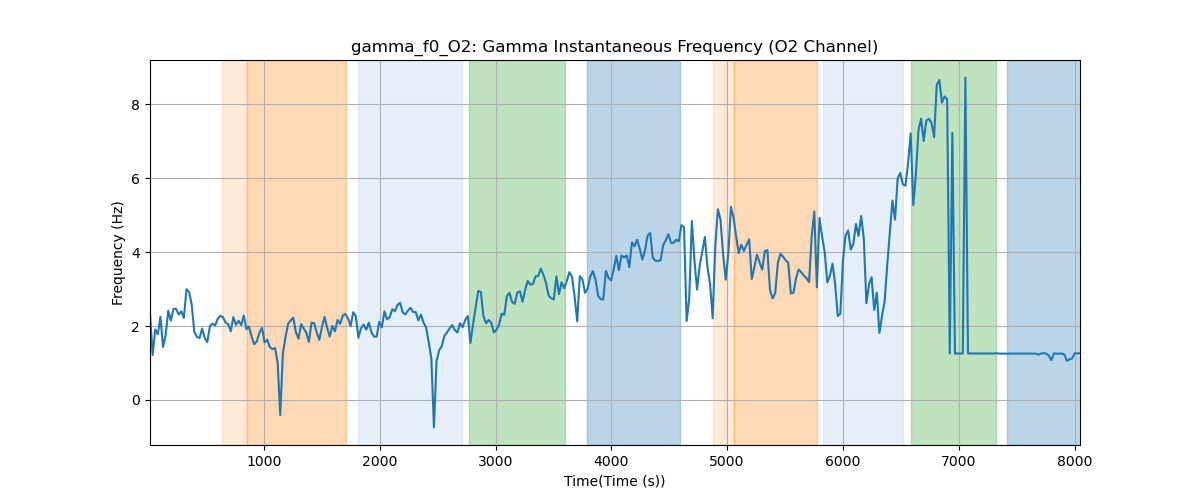 gamma_f0_O2: Gamma Instantaneous Frequency (O2 Channel)
Frequency (Hz)
8
6
4
2
0
1000 2000 3000 4000 5000 6000 7000 8000
Time(Time (s))